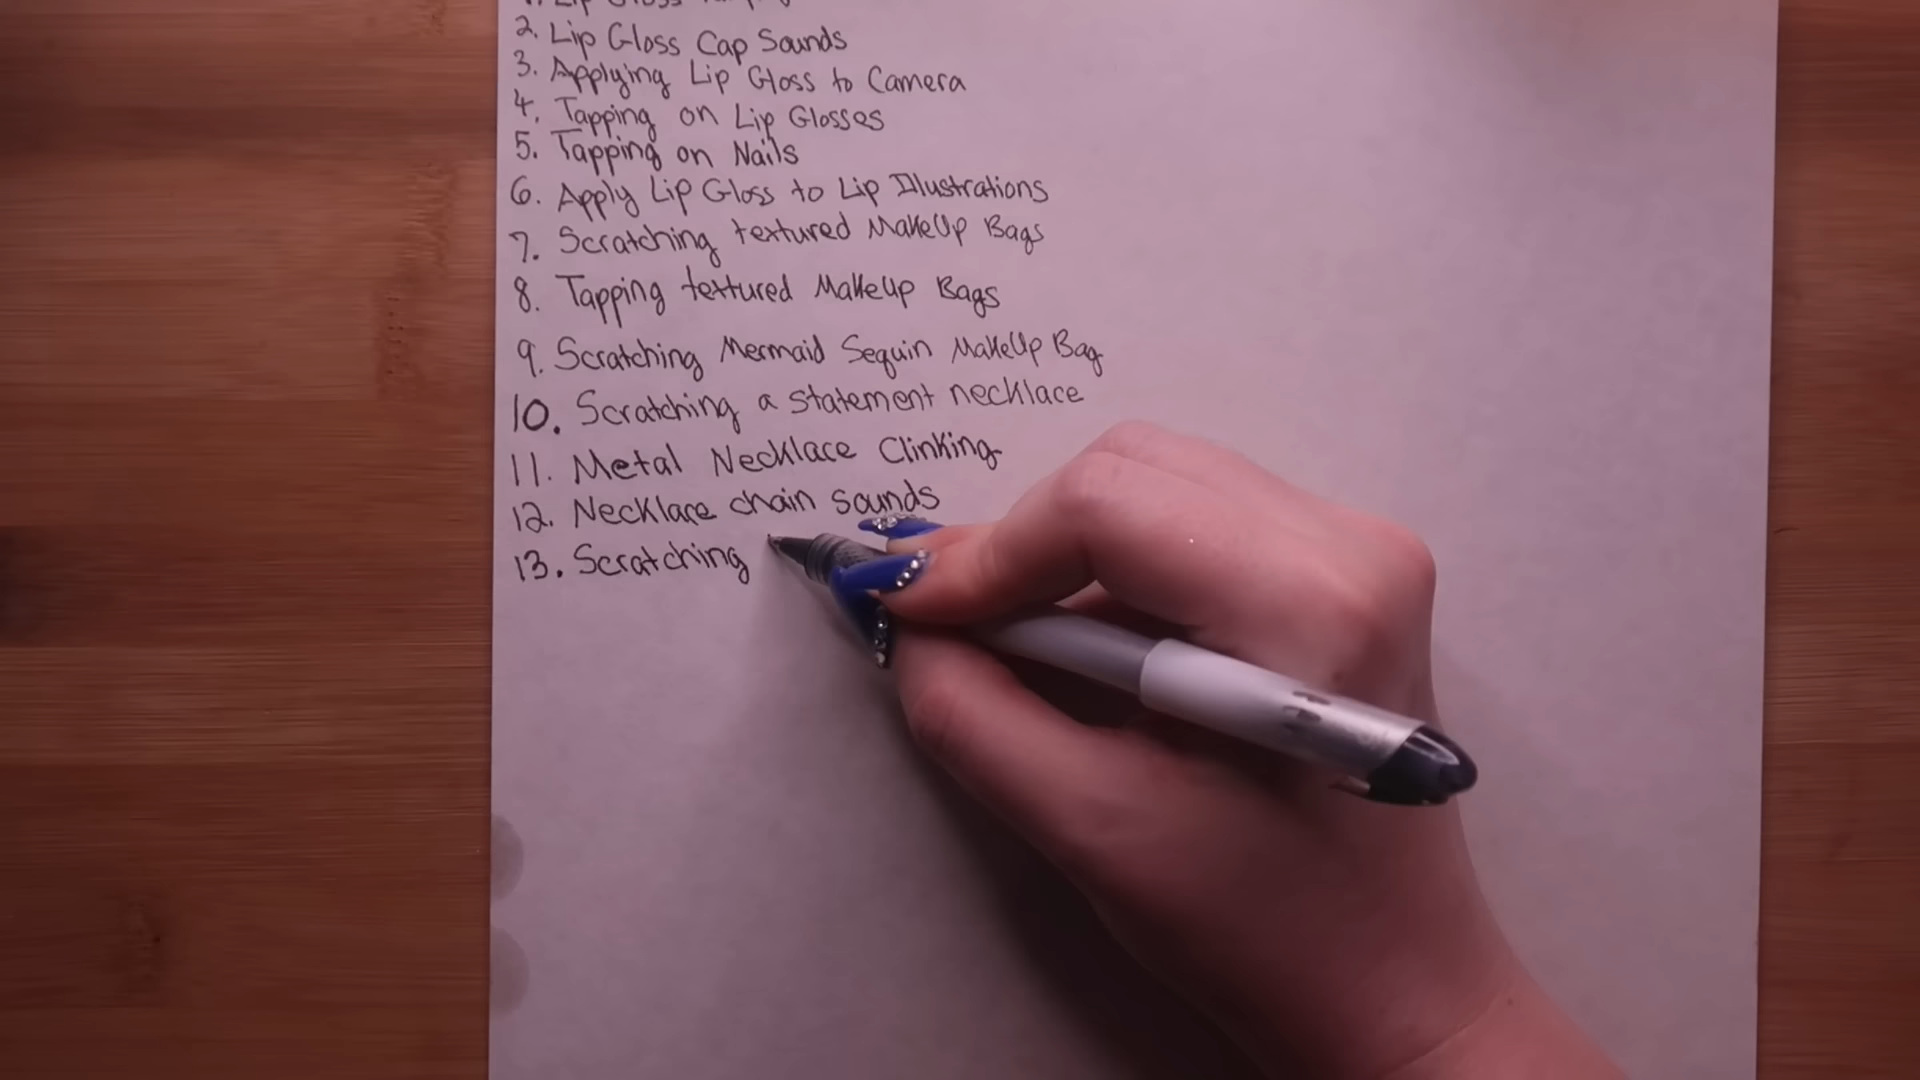 1. Lip Gloss
2. Lip Gloss Cap Sounds
3. Applying Lip Gloss to Camera
4. Tapping on Lip Glosses
5. Tapping on Nails
6. Apply Lip Gloss to Lip Illustrations
7. Scratching textured MakeUp Bags
8. Tapping textured MakeUp Bags
9. Scratching Mermaid Sequin MakeUp Bag
10. Scratching a statement necklace
11. Metal Necklace Clinking
12. Necklace chain sounds
13. Scratching